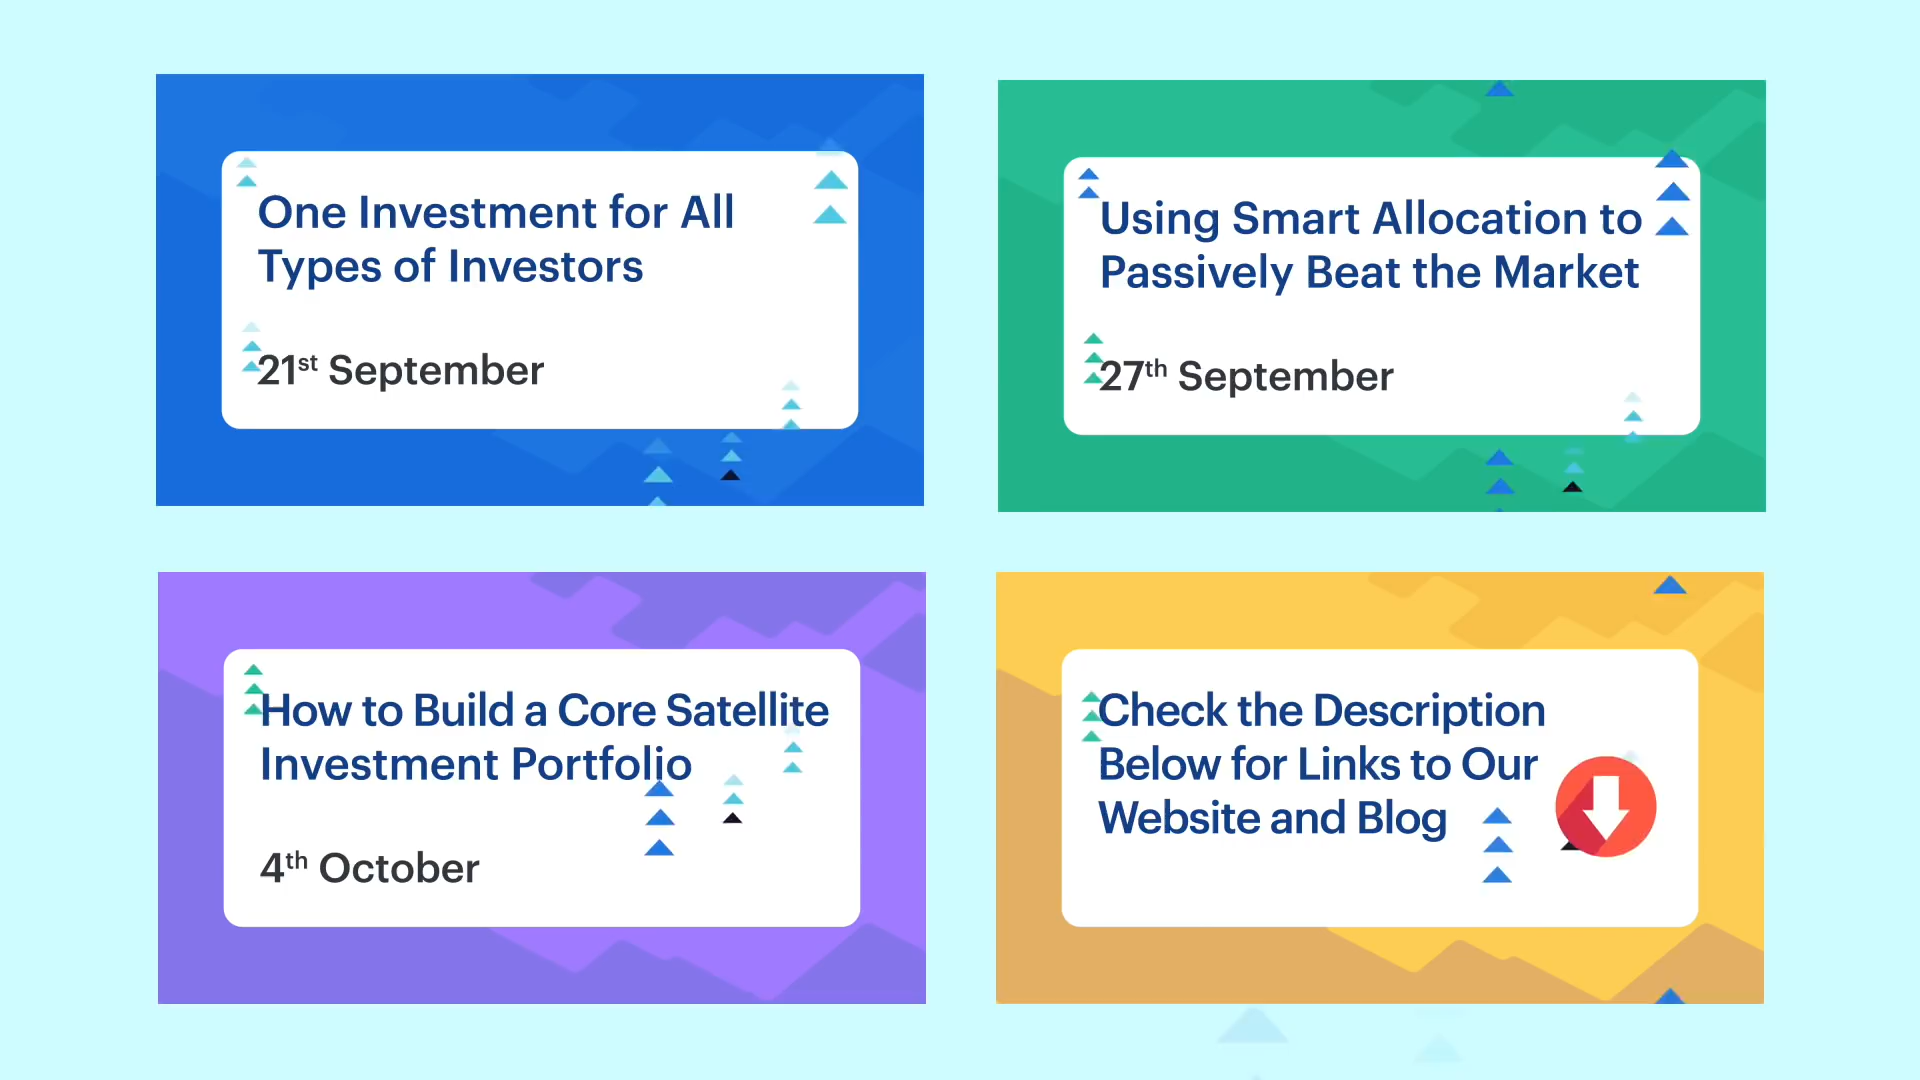 One Investment for All
Types of Investors
21st September
Using Smart Allocation to
Passively Beat the Market
27th September
How to Build a Core Satellite
Investment Portfolio
4th October
Check the Description
Below for Links to Our
Website and Blog